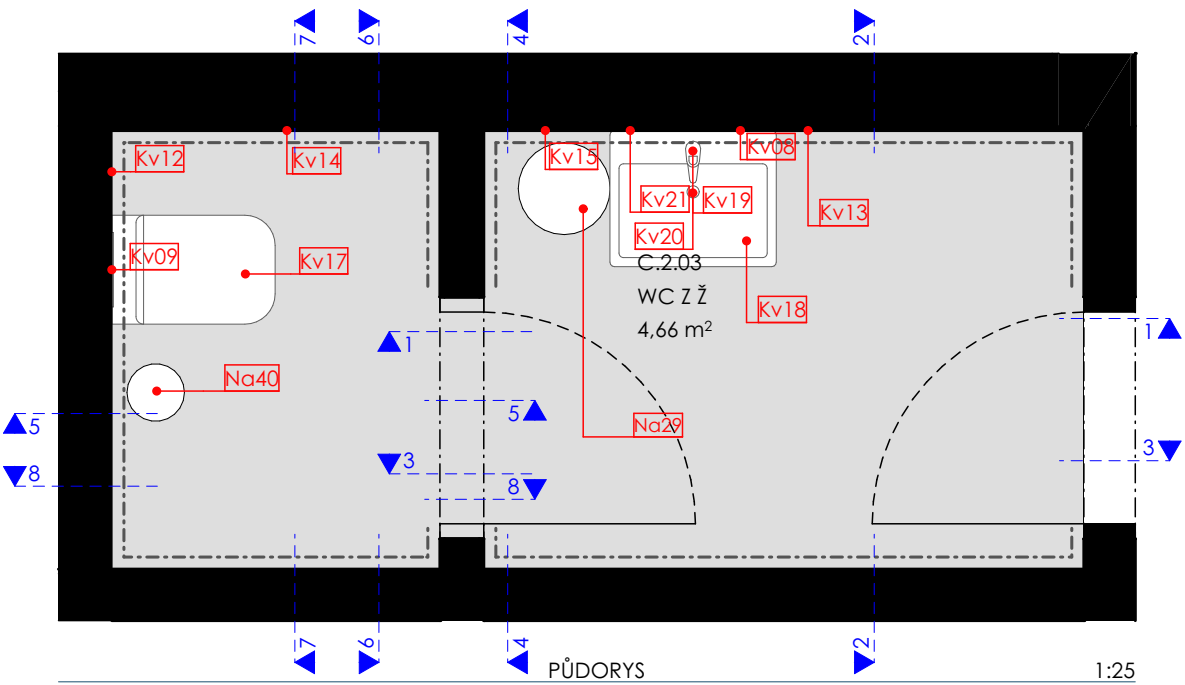 7 6 4 2
Kv12 Kv14 Kv15 Kv08
Kv21 Kv19 Kv13
Kv20
Kv09 Kv17
C.2.03
WC Z Ž
Kv18
4,66 m²
1 1
Na40
5 5 Na29
3 3
8 8
7 6 4 2
PŮDORYS 1:25